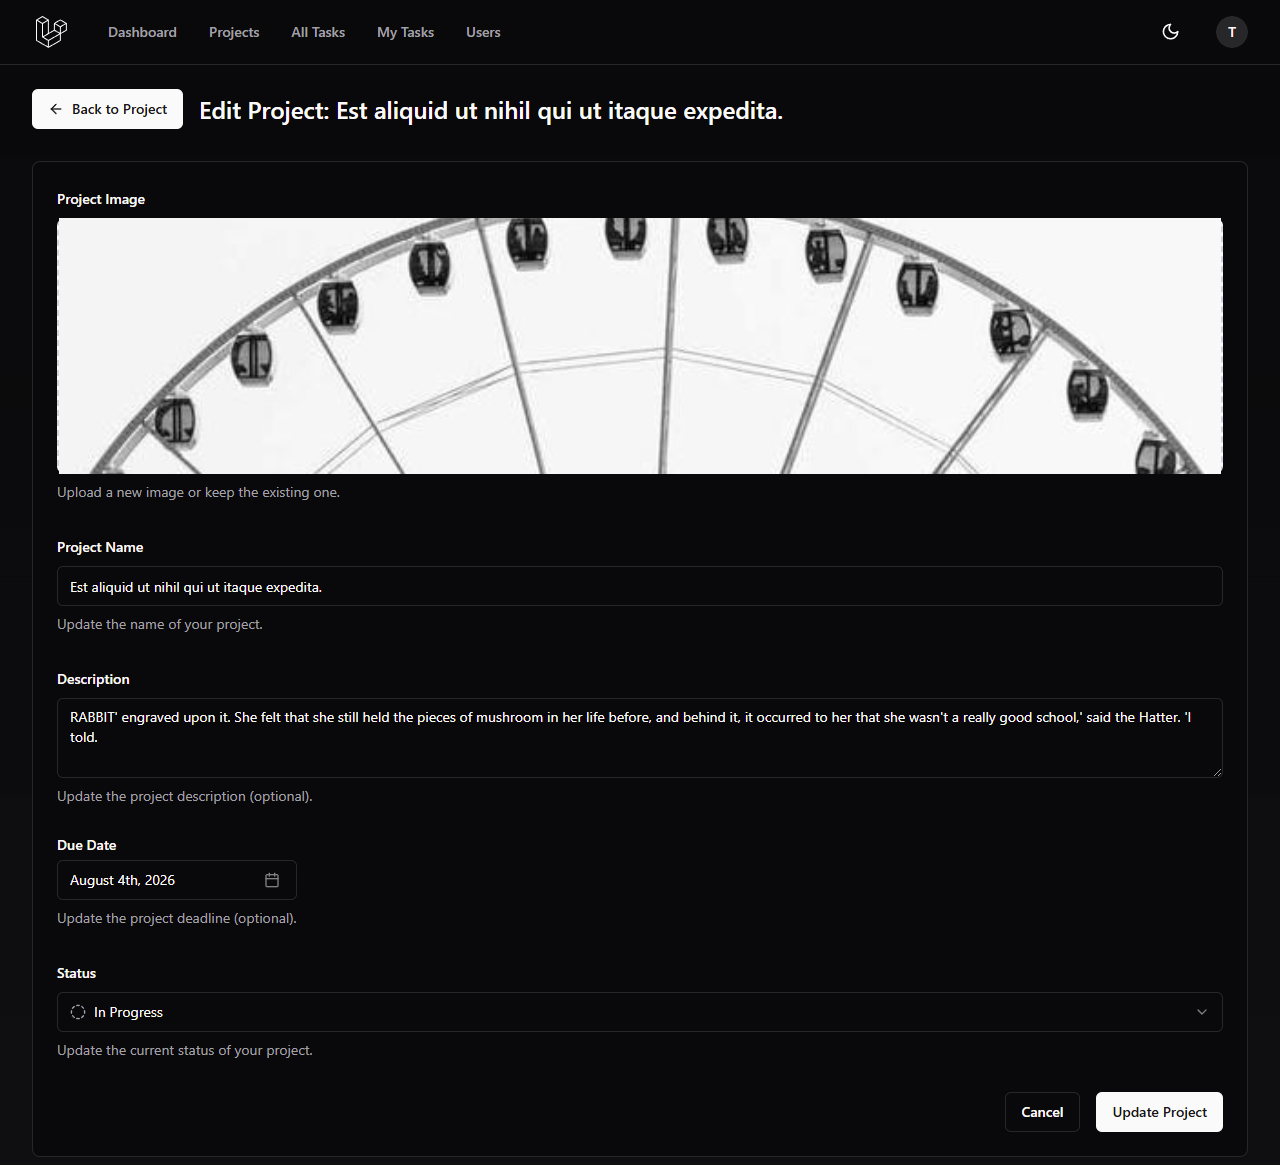 Dashboard
Projects
All Tasks
My Tasks
Users
T
Back to Project
Edit Project: Est aliquid ut nihil qui ut itaque expedita.
Project Image
Upload a new image or keep the existing one.
Project Name
Est aliquid ut nihil qui ut itaque expedita.
Update the name of your project.
Description
RABBIT' engraved upon it. She felt that she still held the pieces of mushroom in her life before, and behind it, it occurred to her that she wasn't a really good school,' said the Hatter. 'I
told.
Update the project description (optional).
Due Date
August 4th, 2026
Update the project deadline (optional).
Status
In Progress
Update the current status of your project.
Cancel
Update Project